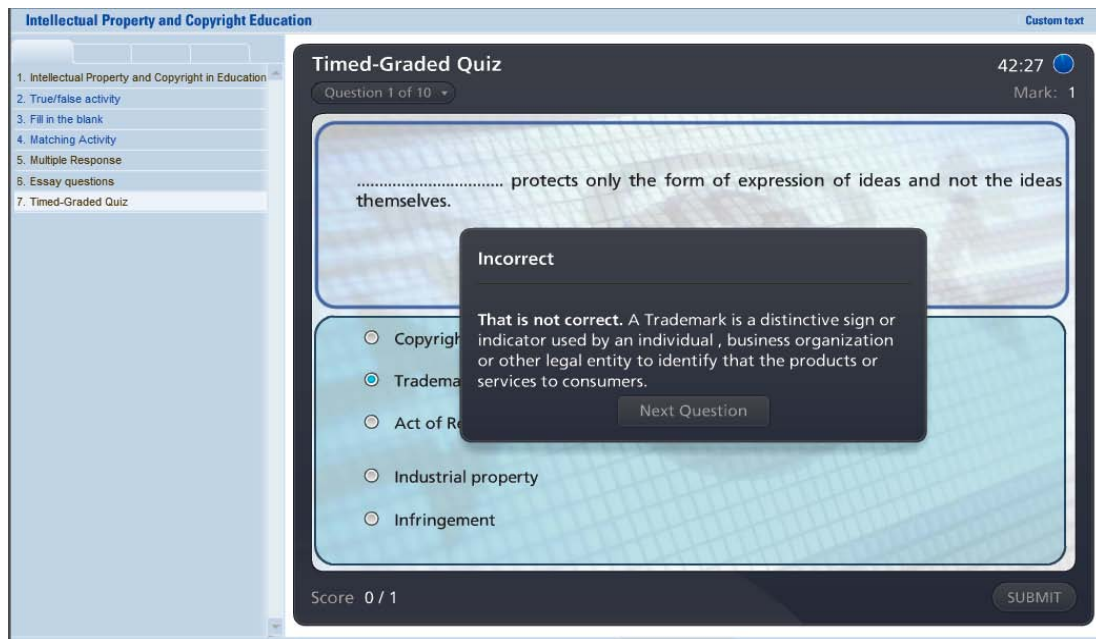 Intellectual Property and Copyright Education
Custom text
1. Intellectual Property and Copyright in Education
2. True/false activity
3. Fill in the blank
4. Matching Activity
5. Multiple Response
6. Essay questions
7. Timed-Graded Quiz
Timed-Graded Quiz
42:27
Question 1 of 10
Mark: 1
............................... protects only the form of expression of ideas and not the ideas
themselves.
Incorrect
That is not correct. A Trademark is a distinctive sign or
indicator used by an individual , business organization
or other legal entity to identify that the products or
services to consumers.
Next Question
Copyrigh
Tradema
Act of Re
Industrial property
Infringement
Score 0 / 1
SUBMIT